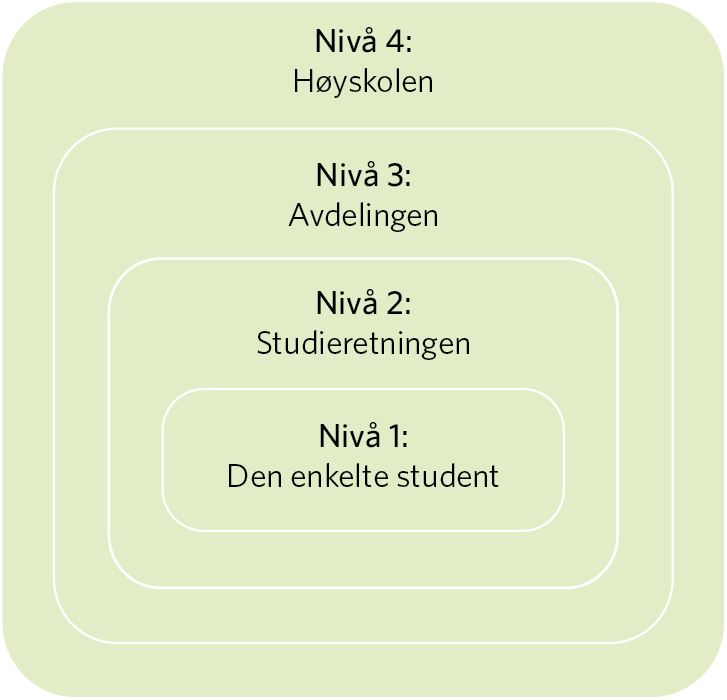 Nivå 4:
Høyskolen
Nivå 3:
Avdelingen
Nivå 2:
Studieretningen
Nivå 1:
Den enkelte student